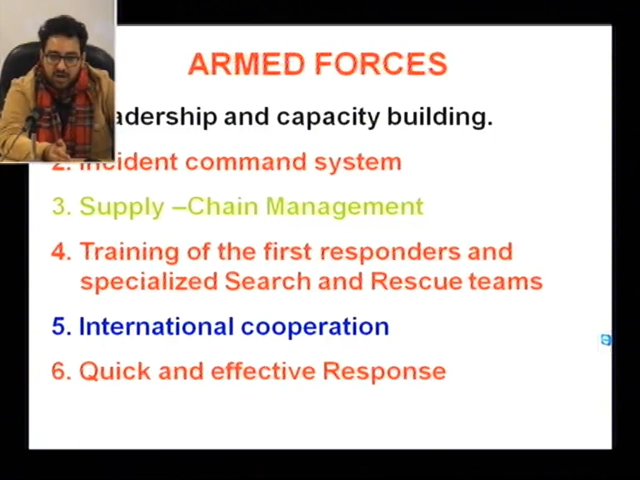 ARMED FORCES
adership and capacity building.
2. Incident command system
3. Supply –Chain Management
4. Training of the first responders and
specialized Search and Rescue teams
5. International cooperation
6. Quick and effective Response